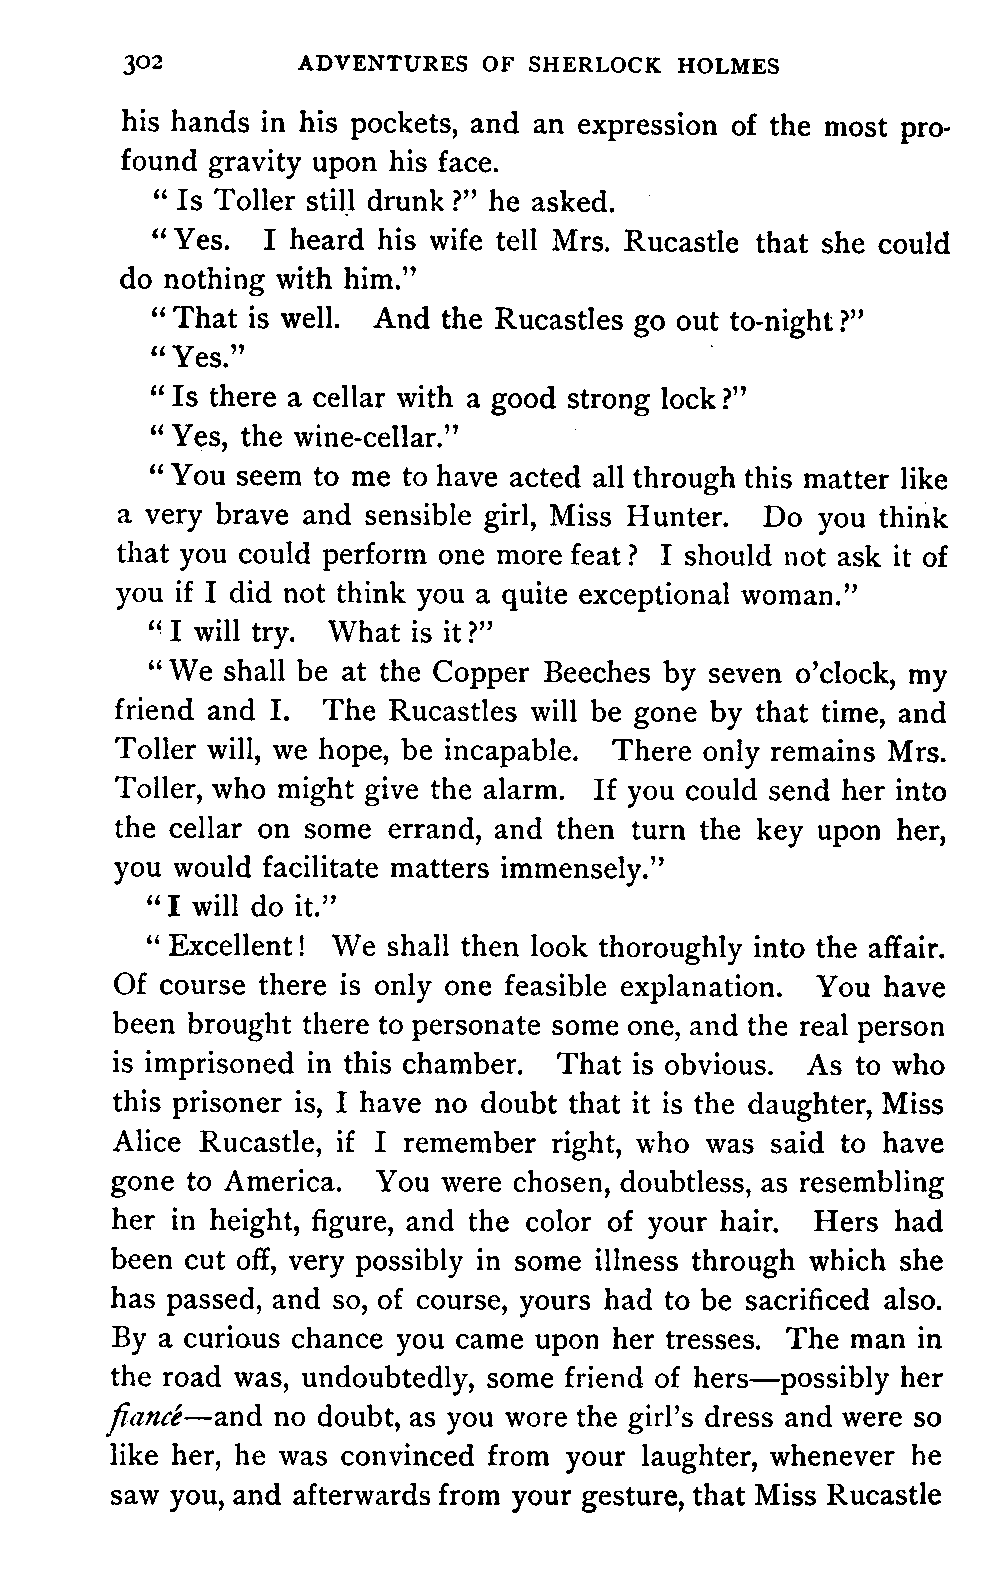 302 ADVENTURES OF SHERLOCK HOLMES
his hands in his pockets, and an expression of the most pro-
found gravity upon his face.
“Is Toller still drunk?” he asked.
“Yes. I heard his wife tell Mrs. Rucastle that she could
do nothing with him.”
“That is well. And the Rucastles go out to-night?”
“Yes.”
“Is there a cellar with a good strong lock?”
“Yes, the wine-cellar.”
“You seem to me to have acted all through this matter like
a very brave and sensible girl, Miss Hunter. Do you think
that you could perform one more feat? I should not ask it of
you if I did not think you a quite exceptional woman.”
“I will try. What is it?”
“We shall be at the Copper Beeches by seven o’clock, my
friend and I. The Rucastles will be gone by that time, and
Toller will, we hope, be incapable. There only remains Mrs.
Toller, who might give the alarm. If you could send her into
the cellar on some errand, and then turn the key upon her,
you would facilitate matters immensely.”
“I will do it.”
“Excellent! We shall then look thoroughly into the affair.
Of course there is only one feasible explanation. You have
been brought there to personate some one, and the real person
is imprisoned in this chamber. That is obvious. As to who
this prisoner is, I have no doubt that it is the daughter, Miss
Alice Rucastle, if I remember right, who was said to have
gone to America. You were chosen, doubtless, as resembling
her in height, figure, and the color of your hair. Hers had
been cut off, very possibly in some illness through which she
has passed, and so, of course, yours had to be sacrificed also.
By a curious chance you came upon her tresses. The man in
the road was, undoubtedly, some friend of hers—possibly her
fiancé—and no doubt, as you wore the girl’s dress and were so
like her, he was convinced from your laughter, whenever he
saw you, and afterwards from your gesture, that Miss Rucastle